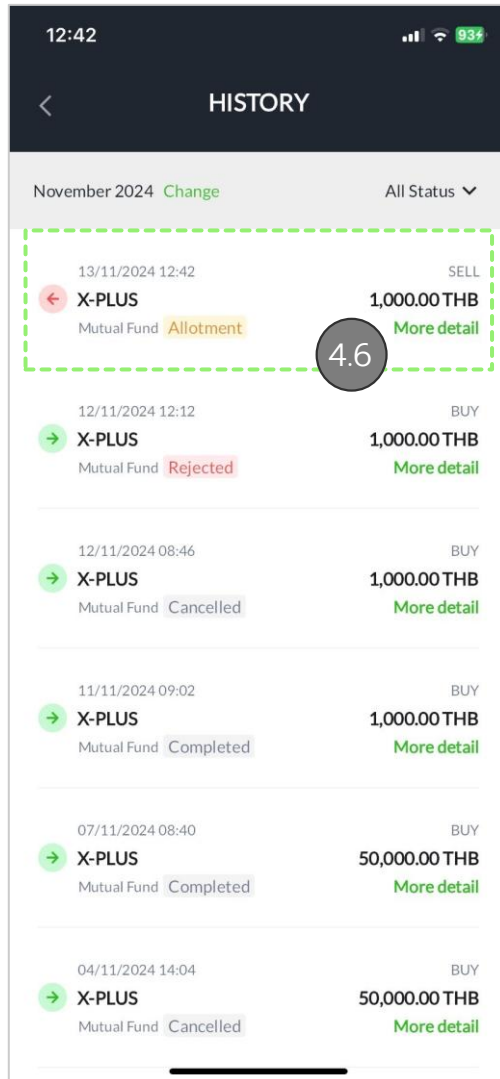 12:42
93
HISTORY
November 2024 Change All Status
13/11/2024 12:42 SELL
X-PLUS 1,000.00 THB
Mutual Fund Allotment More detail
4.6
12/11/2024 12:12 BUY
X-PLUS 1,000.00 THB
Mutual Fund Rejected More detail
12/11/2024 08:46 BUY
X-PLUS 1,000.00 THB
Mutual Fund Cancelled More detail
11/11/2024 09:02 BUY
X-PLUS 1,000.00 THB
Mutual Fund Completed More detail
07/11/2024 08:40 BUY
X-PLUS 50,000.00 THB
Mutual Fund Completed More detail
04/11/2024 14:04 BUY
X-PLUS 50,000.00 THB
Mutual Fund Cancelled More detail